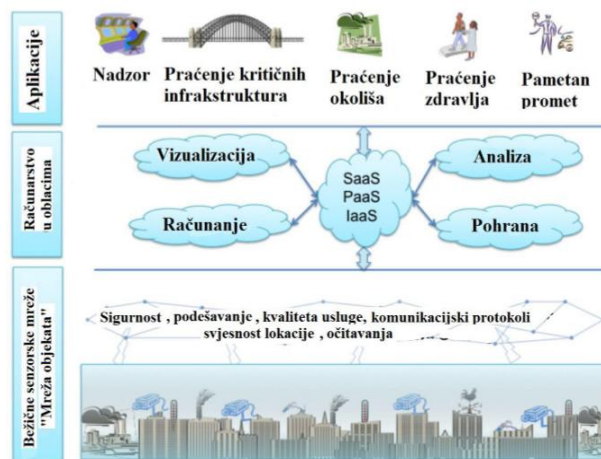 Aplikacije
Nadzor
Praćenje kritičnih
infrakstruktura
Praćenje
okoliša
Praćenje
zdravlja
Pametan
promet
Računarstvo
u oblacima
Vizualizacija
Računanje
SaaS
PaaS
IaaS
Analiza
Pohrana
Bežične senzorske mreže
"Mreža objekata"
Sigurnost , podešavanje , kvaliteta usluge, komunikacijski protokoli
svjesnost lokacije , očitavanja